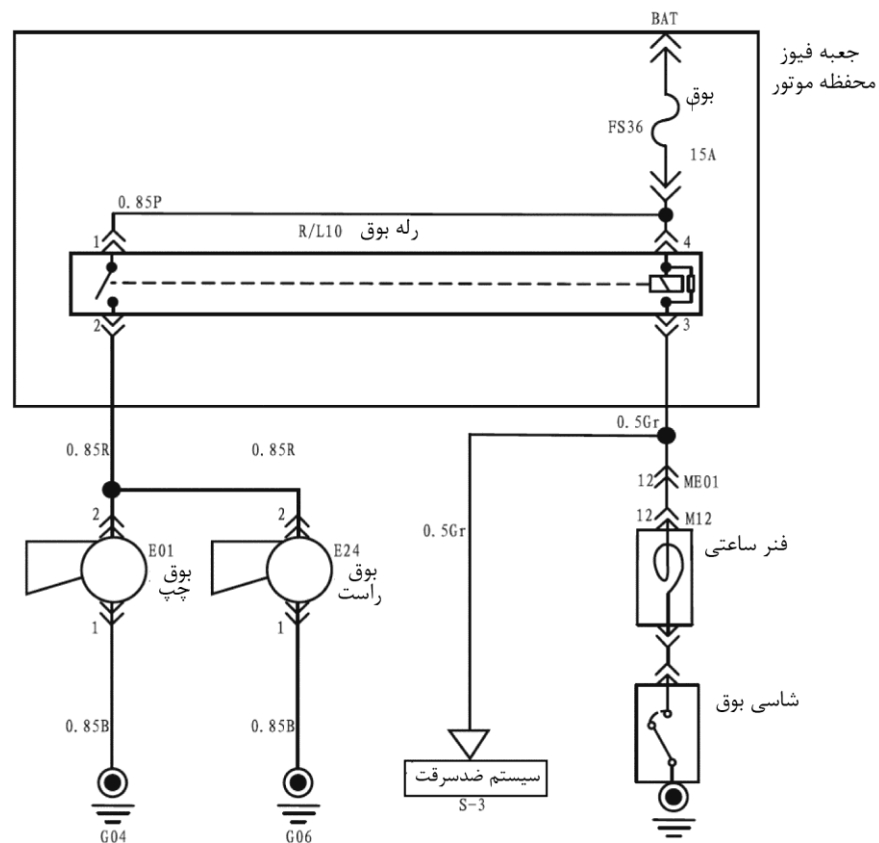 BAT
جعبه فیوز
محفظه موتور
بوق
FS36
15A
0.85P
R/L10 رله بوق
1
4
2
3
0.5Gr
0.85R
0.85R
12
ME01
2
2
12
M12
0.5Gr
فنر ساعتی
E01
بوق
چپ
E24
بوق
راست
1
1
شاسی بوق
0.85B
0.85B
سیستم ضدسرقت
S-3
G04
G06